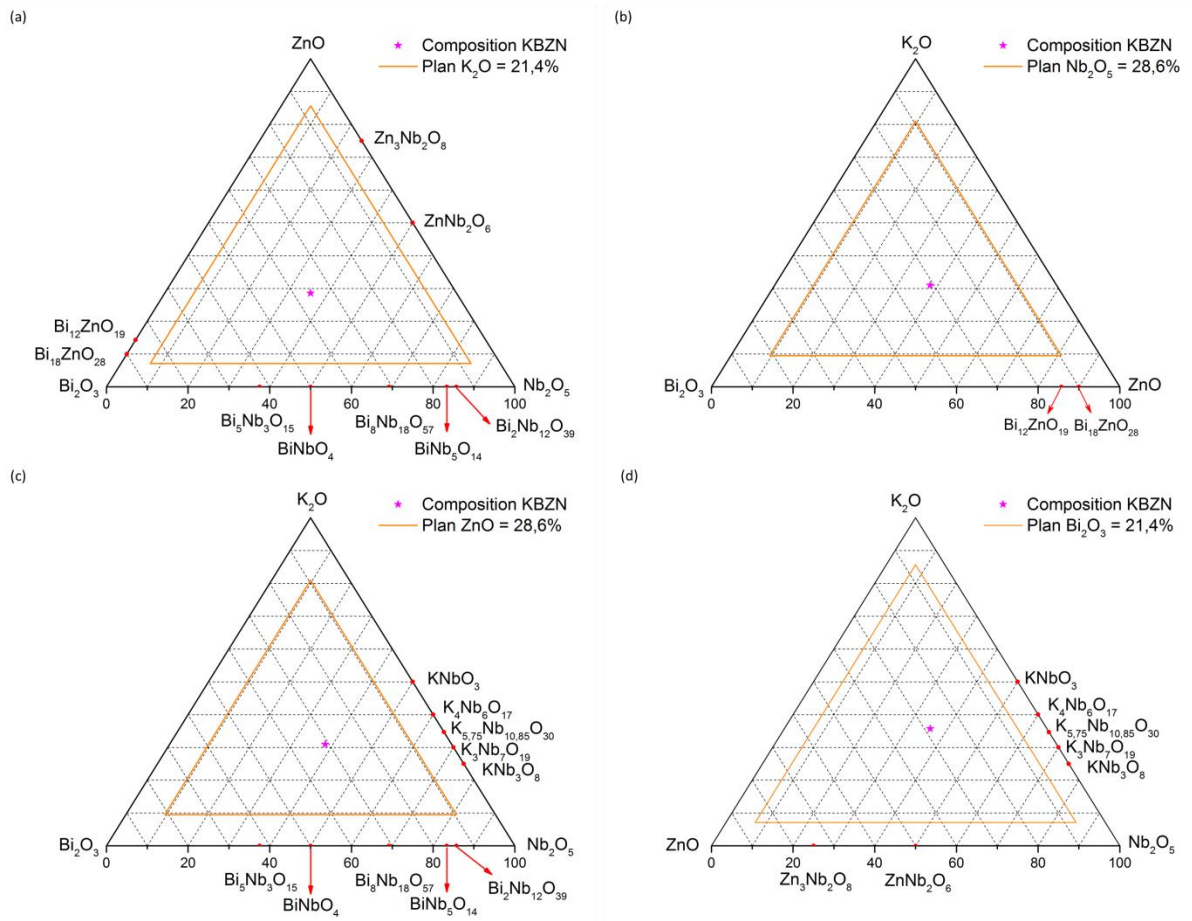 (a)
ZnO
Composition KBZN
Plan K₂O = 21,4%
Zn₃Nb₂O₈
ZnNb₂O₆
Bi₁₂ZnO₁₉
Bi₁₈ZnO₂₈
Bi₂O₃
Nb₂O₅
0 20 40 60 80 100
Bi₅Nb₃O₁₅
Bi₈Nb₁₈O₅₇
Bi₂Nb₁₂O₃₉
BiNbO₄
BiNb₅O₁₄
(b)
K₂O
Composition KBZN
Plan Nb₂O₅ = 28,6%
Bi₂O₃
ZnO
0 20 40 60 80 100
Bi₁₂ZnO₁₉
Bi₁₈ZnO₂₈
(c)
K₂O
Composition KBZN
Plan ZnO = 28,6%
KNbO₃
K₄Nb₆O₁₇
K₅,₇₅Nb₁₀,₈₅O₃₀
K₃Nb₇O₁₉
KNb₃O₈
Bi₂O₃
Nb₂O₅
0 20 40 60 80 100
Bi₅Nb₃O₁₅
Bi₈Nb₁₈O₅₇
Bi₂Nb₁₂O₃₉
BiNbO₄
BiNb₅O₁₄
(d)
K₂O
Composition KBZN
Plan Bi₂O₃ = 21,4%
KNbO₃
K₄Nb₆O₁₇
K₅,₇₅Nb₁₀,₈₅O₃₀
K₃Nb₇O₁₉
KNb₃O₈
ZnO
Nb₂O₅
0 20 40 60 80 100
Zn₃Nb₂O₈
ZnNb₂O₆